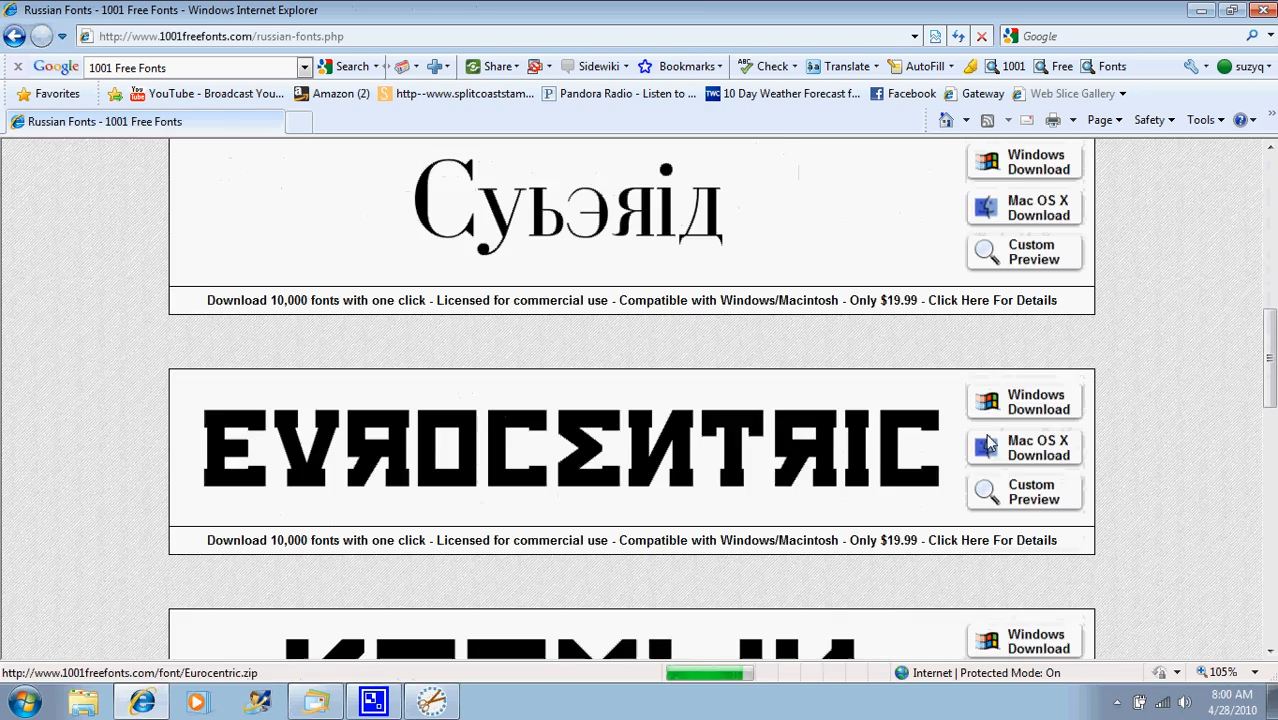 Russian Fonts - 1001 Free Fonts - Windows Internet Explorer
http://www.1001freefonts.com/russian-fonts.php
Google
Google 1001 Free Fonts Search Share Sidewiki Bookmarks Check Translate AutoFill 1001 Free Fonts suzyq
Favorites YouTube - Broadcast You... Amazon (2) http--www.splitcoaststam... Pandora Radio - Listen to ... 10 Day Weather Forecast f... Facebook Gateway Web Slice Gallery
Russian Fonts - 1001 Free Fonts Page Safety Tools
Суьэяid
Windows Download
Mac OS X Download
Custom Preview
Download 10,000 fonts with one click - Licensed for commercial use - Compatible with Windows/Macintosh - Only $19.99 - Click Here For Details
EVЯOCΣИTЯIC
Windows Download
Mac OS X Download
Custom Preview
Download 10,000 fonts with one click - Licensed for commercial use - Compatible with Windows/Macintosh - Only $19.99 - Click Here For Details
Windows Download
http://www.1001freefonts.com/font/Eurocentric.zip Internet | Protected Mode: On 105%
8:00 AM
4/28/2010